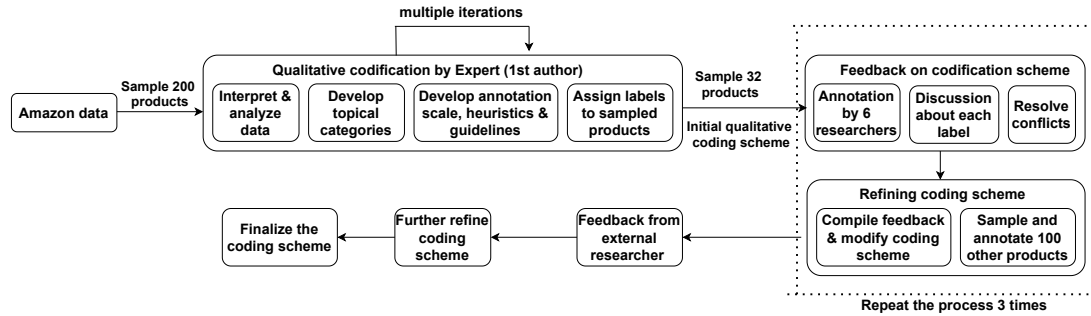 multiple iterations
Amazon data
Sample 200
products
Qualitative codification by Expert (1st author)
Interpret &
analyze
data
Develop
topical
categories
Develop annotation
scale, heuristics &
guidelines
Assign labels
to sampled
products
Sample 32
products
Initial qualitative
coding scheme
Feedback on codification scheme
Annotation
by 6
researchers
Discussion
about each
label
Resolve
conflicts
Refining coding scheme
Compile feedback
& modify coding
scheme
Sample and
annotate 100
other products
Feedback from
external
researcher
Further refine
coding
scheme
Finalize the
coding scheme
Repeat the process 3 times